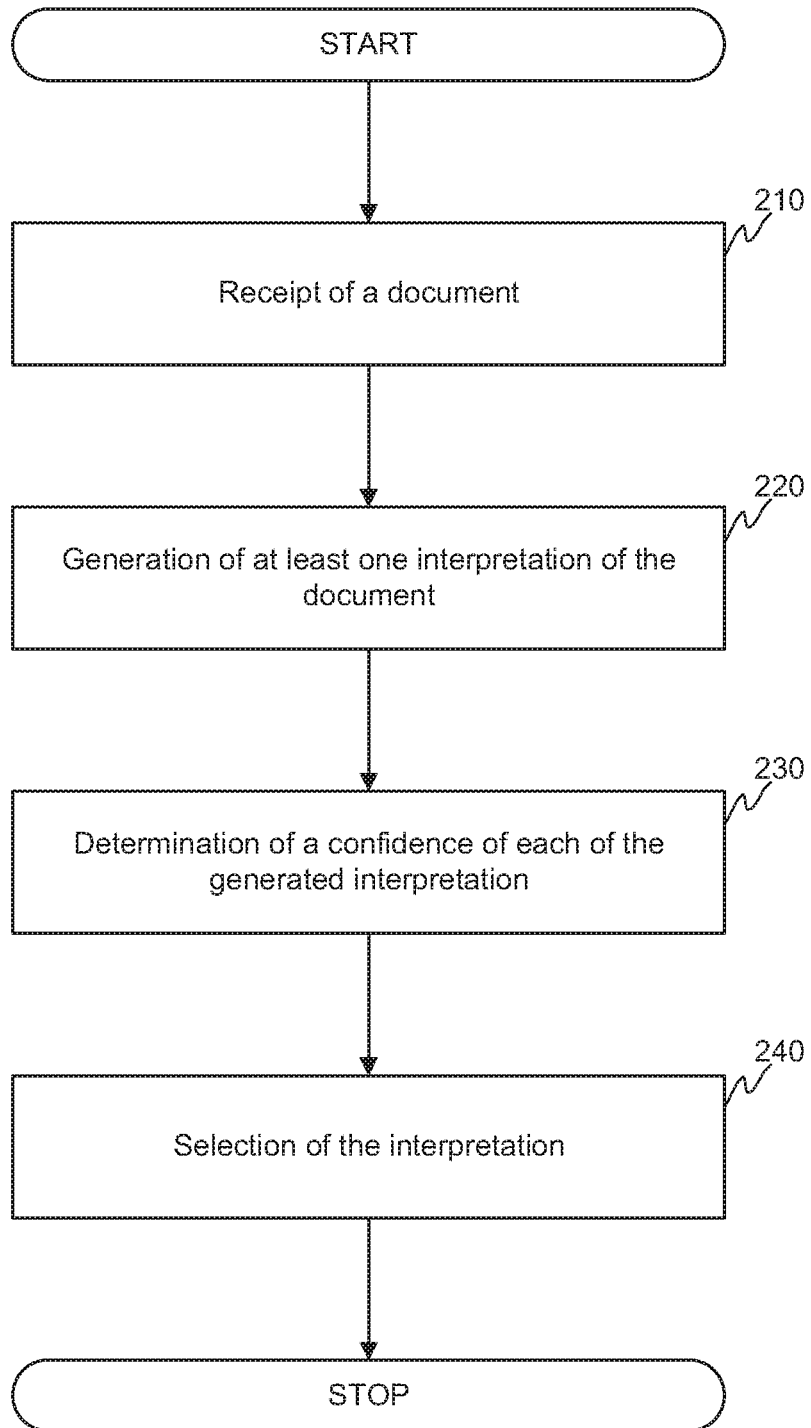 START
210
Receipt of a document
220
Generation of at least one interpretation of the
document
230
Determination of a confidence of each of the
generated interpretation
240
Selection of the interpretation
STOP